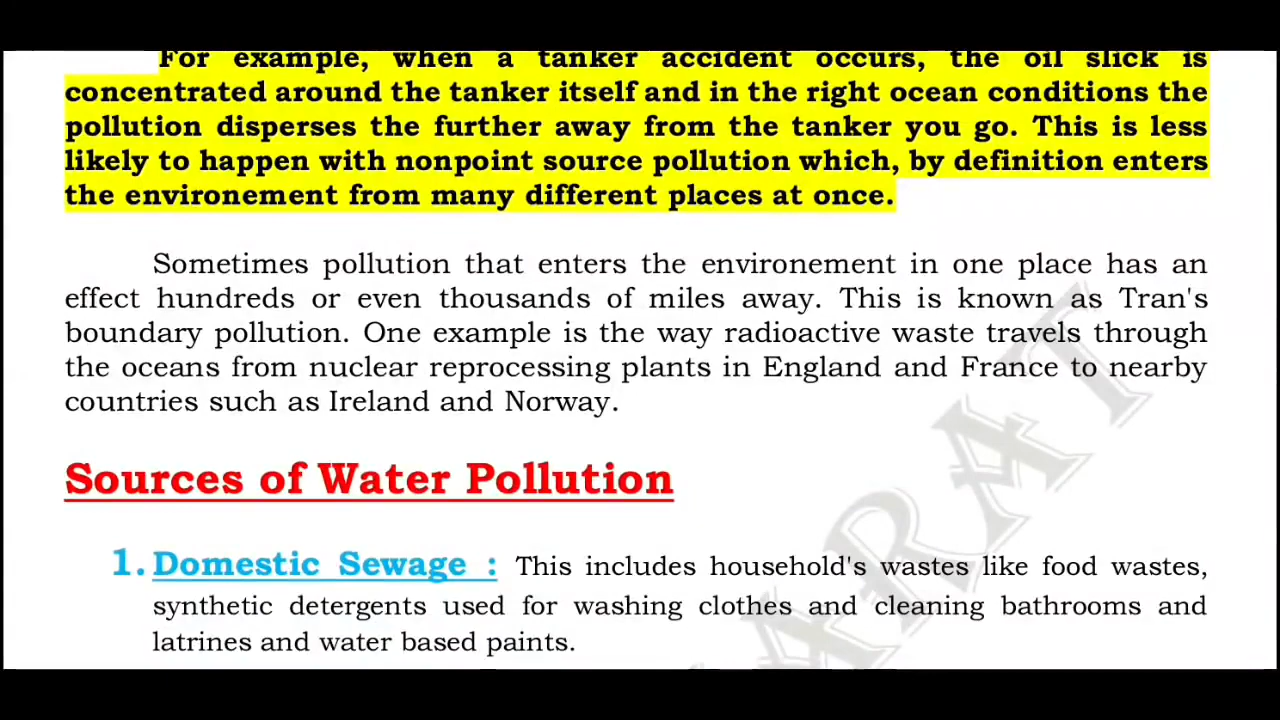 For example, when a tanker accident occurs, the oil slick is
concentrated around the tanker itself and in the right ocean conditions the
pollution disperses the further away from the tanker you go. This is less
likely to happen with nonpoint source pollution which, by definition enters
the environement from many different places at once.
Sometimes pollution that enters the environement in one place has an
effect hundreds or even thousands of miles away. This is known as Tran's
boundary pollution. One example is the way radioactive waste travels through
the oceans from nuclear reprocessing plants in England and France to nearby
countries such as Ireland and Norway.
Sources of Water Pollution
1. Domestic Sewage : This includes household's wastes like food wastes,
synthetic detergents used for washing clothes and cleaning bathrooms and
latrines and water based paints.